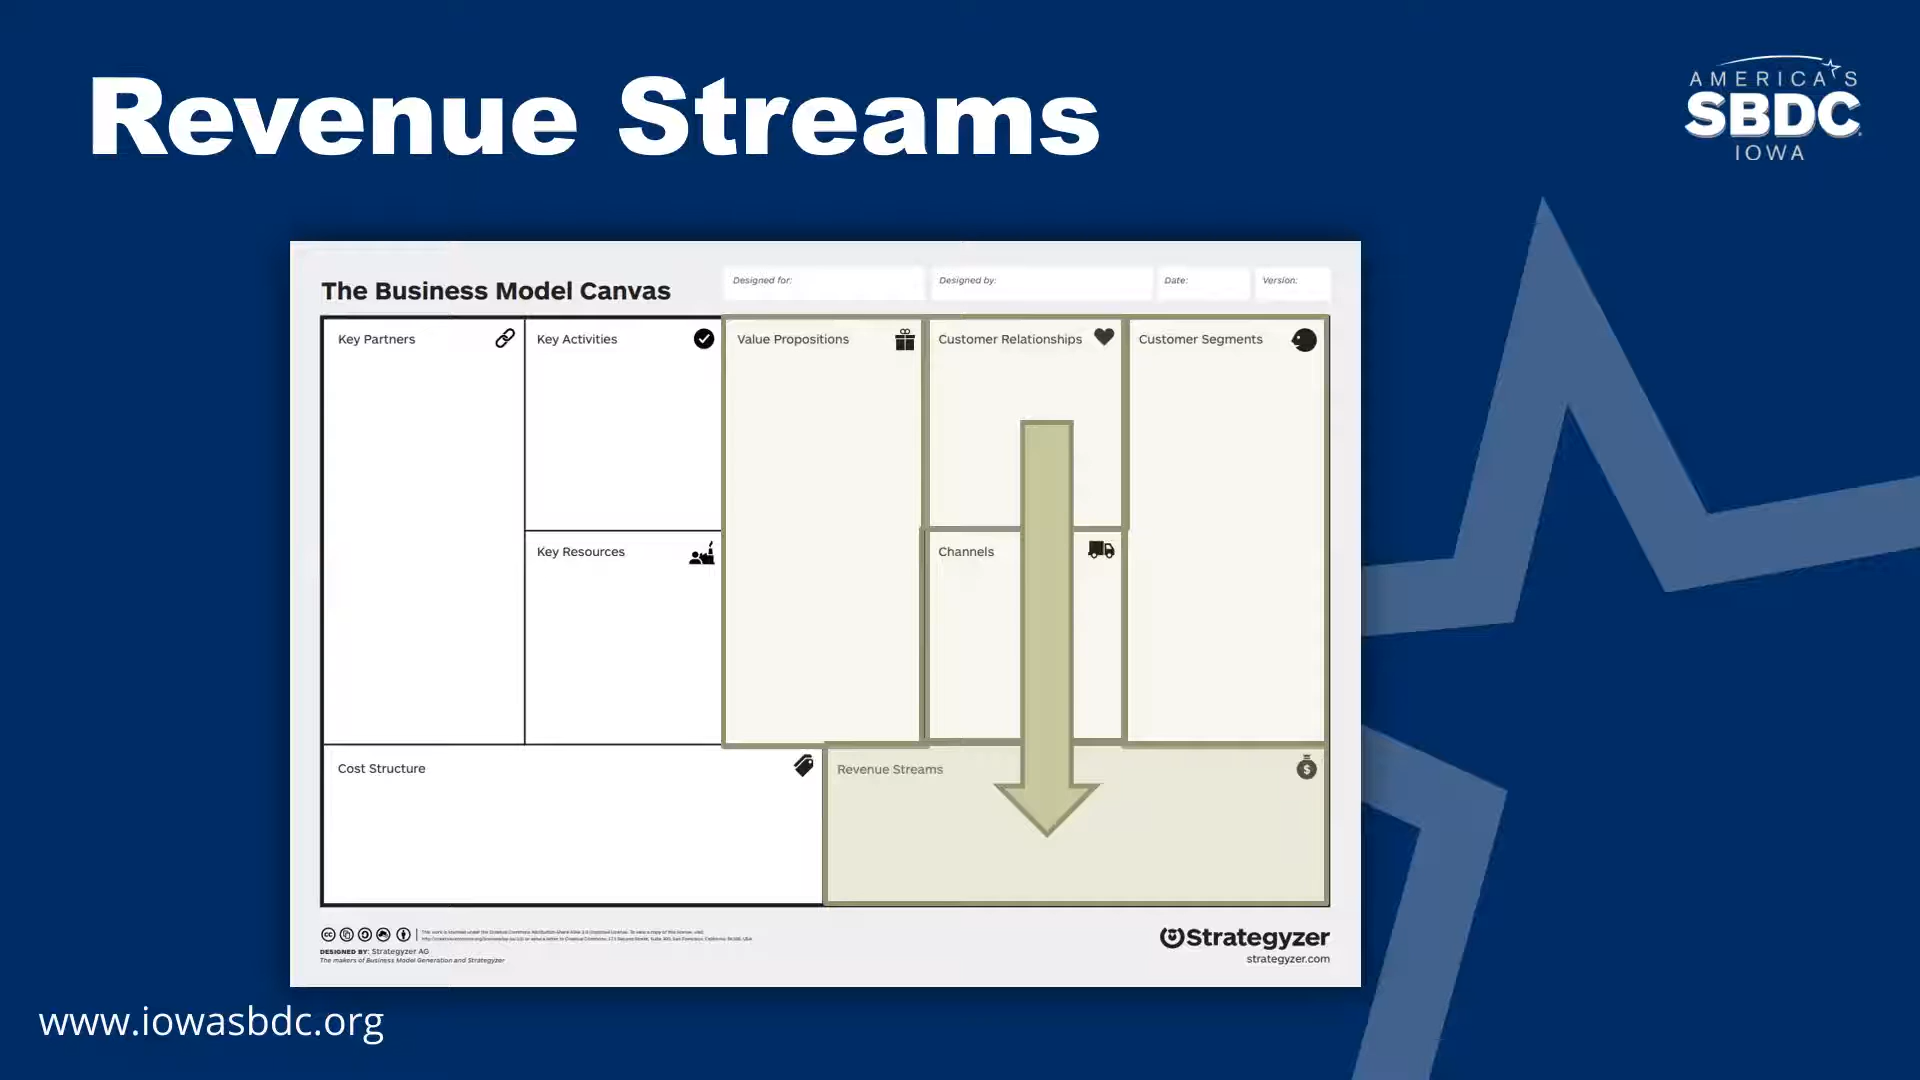 Revenue Streams
AMERICA'S
SBDC
IOWA
The Business Model Canvas
Designed for:
Designed by:
Date:
Version:
Key Partners
Key Activities
Value Propositions
Customer Relationships
Customer Segments
Key Resources
Channels
Cost Structure
Revenue Streams
$
cc
DESIGNED BY: Strategyzer AG
The makers of Business Model Generation and Strategyzer
Strategyzer
strategyzer.com
www.iowasbdc.org